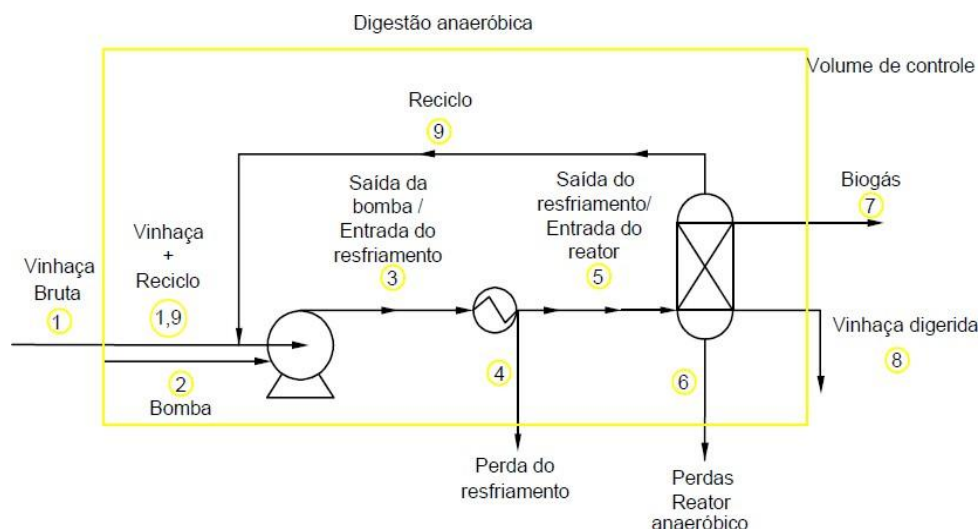 Digestão anaeróbica
Volume de controle
Reciclo
9
Saída da
bomba /
Entrada do
resfriamento
3
Saída do
resfriamento/
Entrada do
reator
5
Biogás
7
Vinhaça
+
Reciclo
1,9
Vinhaça
Bruta
1
2
Bomba
4
Perda do
resfriamento
6
Perdas
Reator
anaeróbico
Vinhaça digerida
8